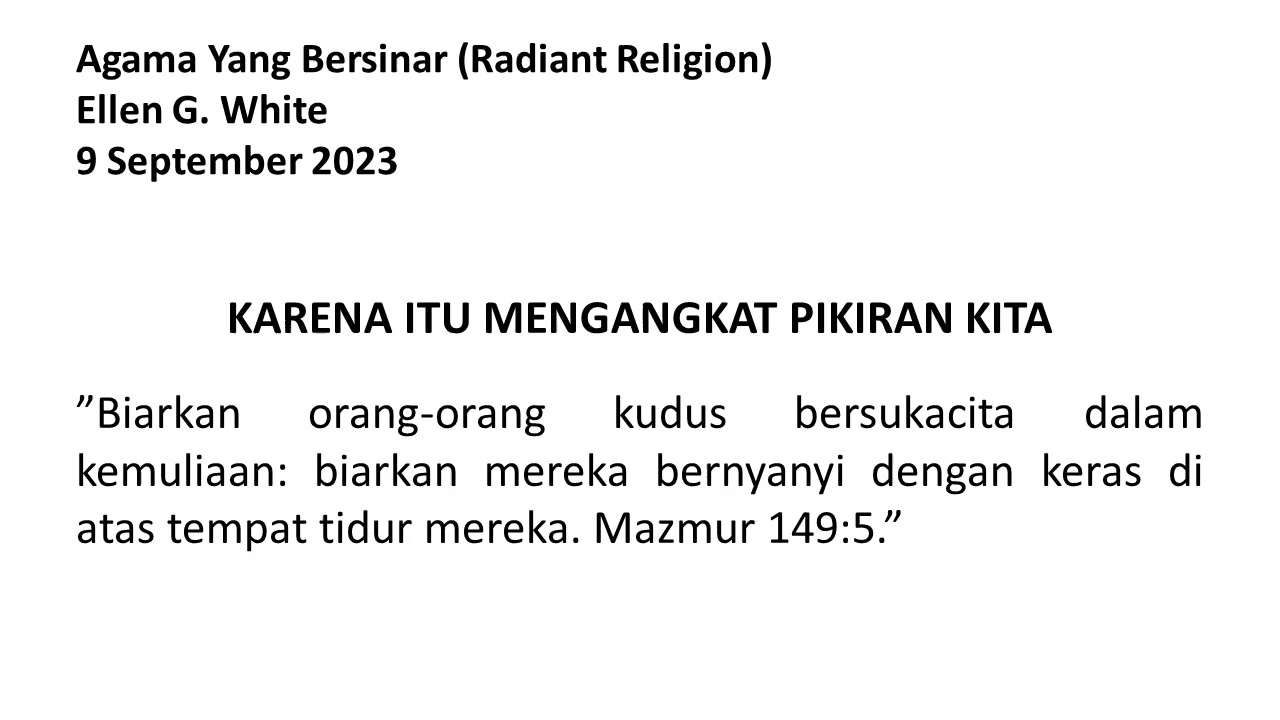 Agama Yang Bersinar (Radiant Religion)
Ellen G. White
9 September 2023
KARENA ITU MENGANGKAT PIKIRAN KITA
”Biarkan orang-orang kudus bersukacita dalam
kemuliaan: biarkan mereka bernyanyi dengan keras di
atas tempat tidur mereka. Mazmur 149:5.”